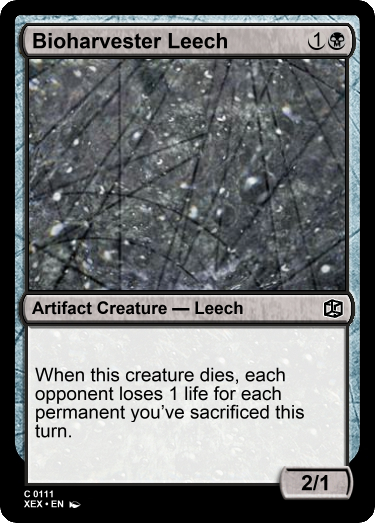 Bioharvester Leech 1
Artifact Creature — Leech
When this creature dies, each
opponent loses 1 life for each
permanent you've sacrificed this
turn.
2/1
C 0111
XEX • EN